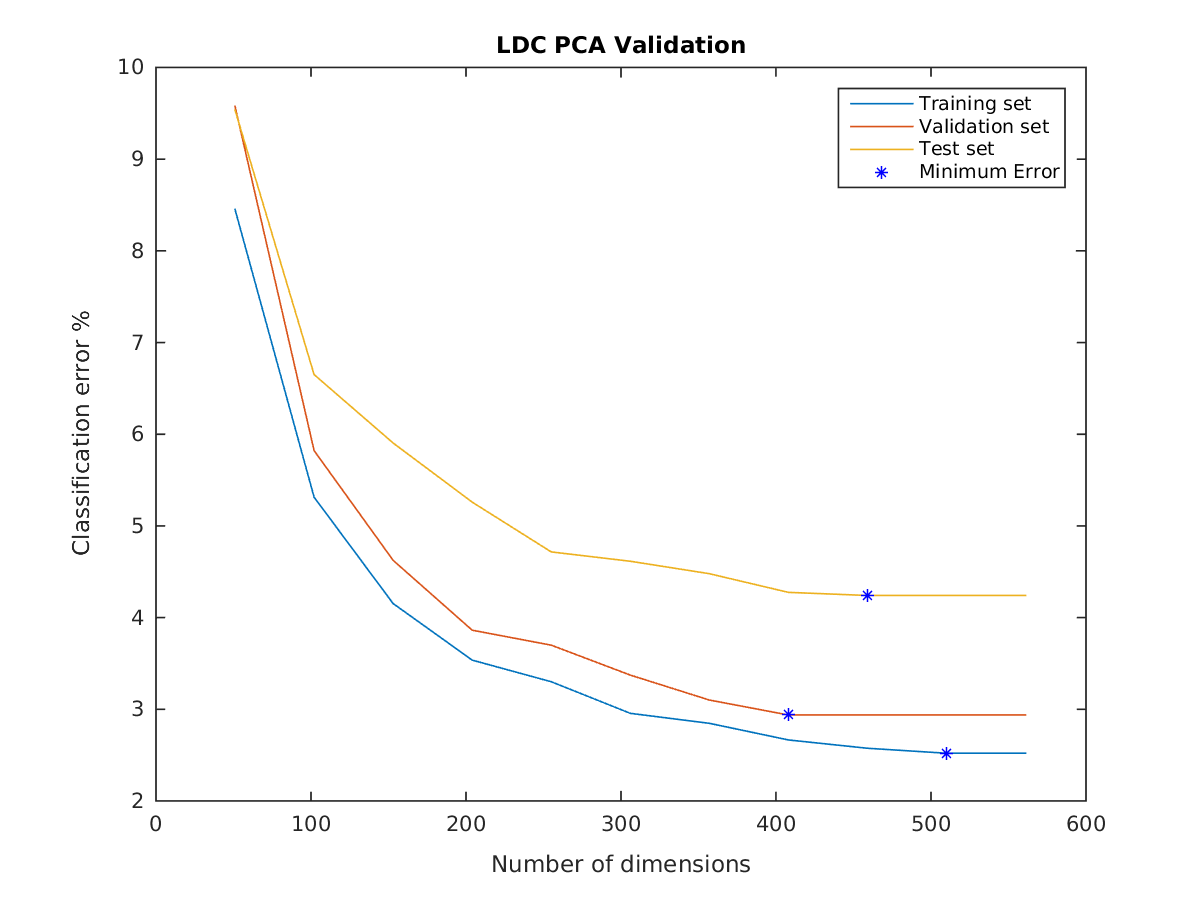 LDC PCA Validation
10
9
8
7
6
5
4
3
2
Classification error %
Training set
Validation set
Test set
Minimum Error
0 100 200 300 400 500 600
Number of dimensions